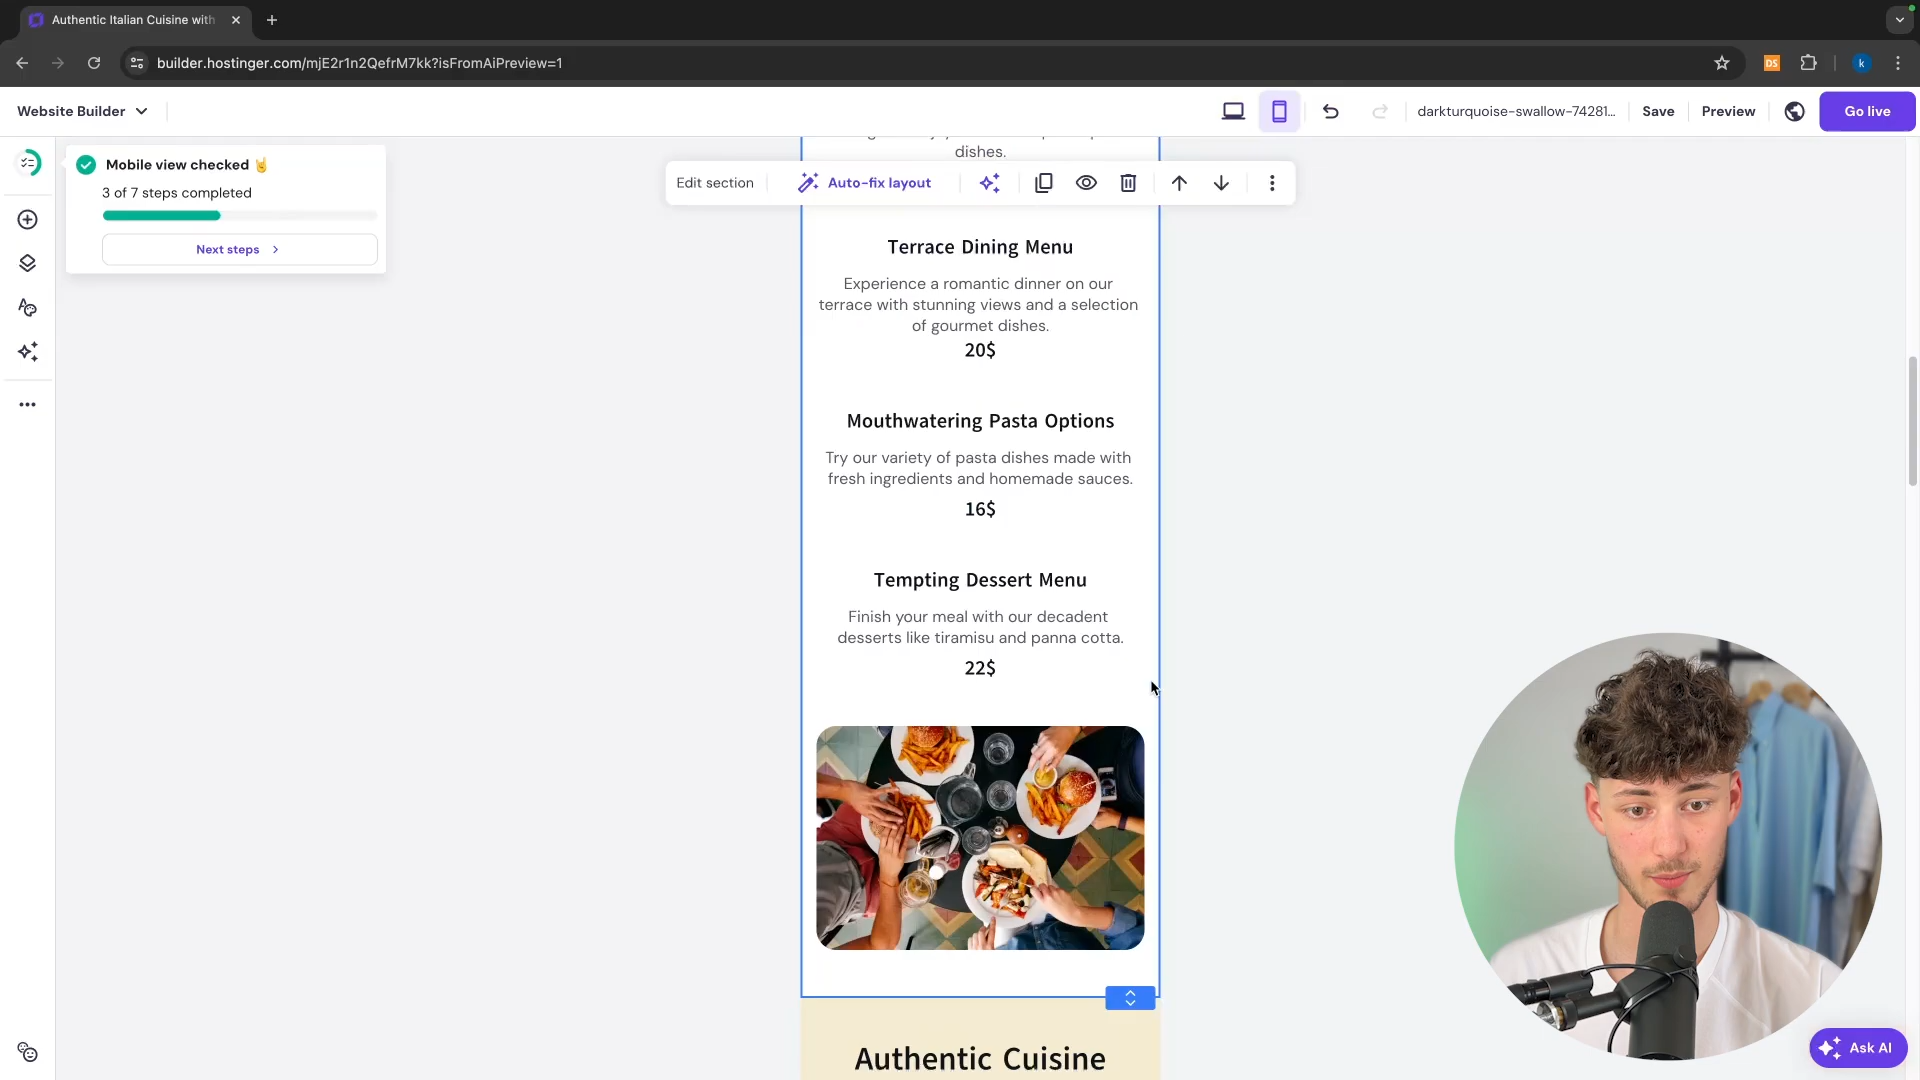 Authentic Italian Cuisine with
builder.hostinger.com/mjE2r1n2QefrM7kk?isFromAiPreview=1
DS
k
Website Builder
darkturquoise-swallow-74281...
Save
Preview
Go live
Mobile view checked 🤘
3 of 7 steps completed
Next steps
dishes.
Edit section
Auto-fix layout
Terrace Dining Menu
Experience a romantic dinner on our
terrace with stunning views and a selection
of gourmet dishes.
20$
Mouthwatering Pasta Options
Try our variety of pasta dishes made with
fresh ingredients and homemade sauces.
16$
Tempting Dessert Menu
Finish your meal with our decadent
desserts like tiramisu and panna cotta.
22$
Authentic Cuisine
Ask AI